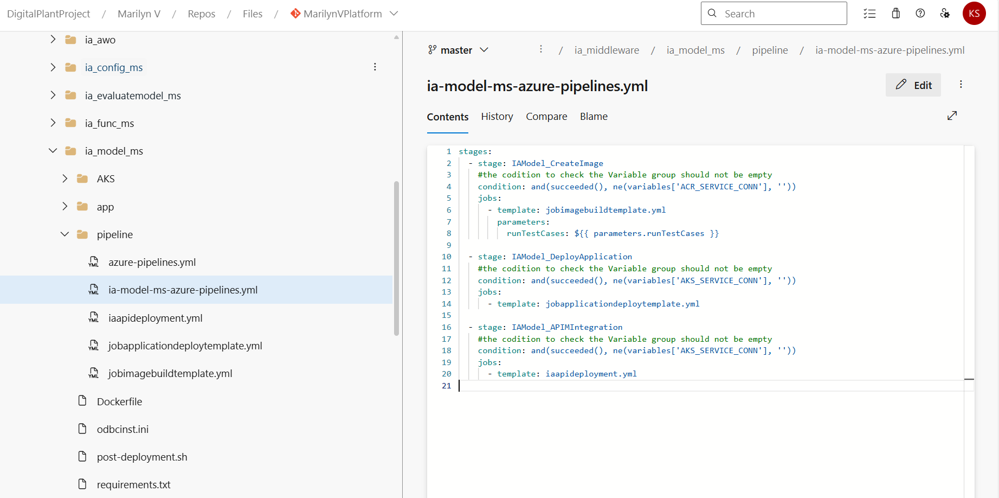 DigitalPlantProject / Marilyn V / Repos / Files / MarilynVPlatform
Search
KS
ia_awo
ia_config_ms
ia_evaluatemodel_ms
ia_func_ms
ia_model_ms
AKS
app
pipeline
azure-pipelines.yml
ia-model-ms-azure-pipelines.yml
iaapideployment.yml
jobapplicationdeploytemplate.yml
jobimagebuildtemplate.yml
Dockerfile
odbcinst.ini
post-deployment.sh
requirements.txt
master / ia_middleware / ia_model_ms / pipeline / ia-model-ms-azure-pipelines.yml
ia-model-ms-azure-pipelines.yml
Edit
Contents History Compare Blame
1 stages:
2 - stage: IAModel_CreateImage
3 #the codition to check the Variable group should not be empty
4 condition: and(succeeded(), ne(variables['ACR_SERVICE_CONN'], ''))
5 jobs:
6 - template: jobimagebuildtemplate.yml
7 parameters:
8 runTestCases: ${{ parameters.runTestCases }}
9
10 - stage: IAModel_DeployApplication
11 #the codition to check the Variable group should not be empty
12 condition: and(succeeded(), ne(variables['AKS_SERVICE_CONN'], ''))
13 jobs:
14 - template: jobapplicationdeploytemplate.yml
15
16 - stage: IAModel_APIMIntegration
17 #the codition to check the Variable group should not be empty
18 condition: and(succeeded(), ne(variables['AKS_SERVICE_CONN'], ''))
19 jobs:
20 - template: iaapideployment.yml
21